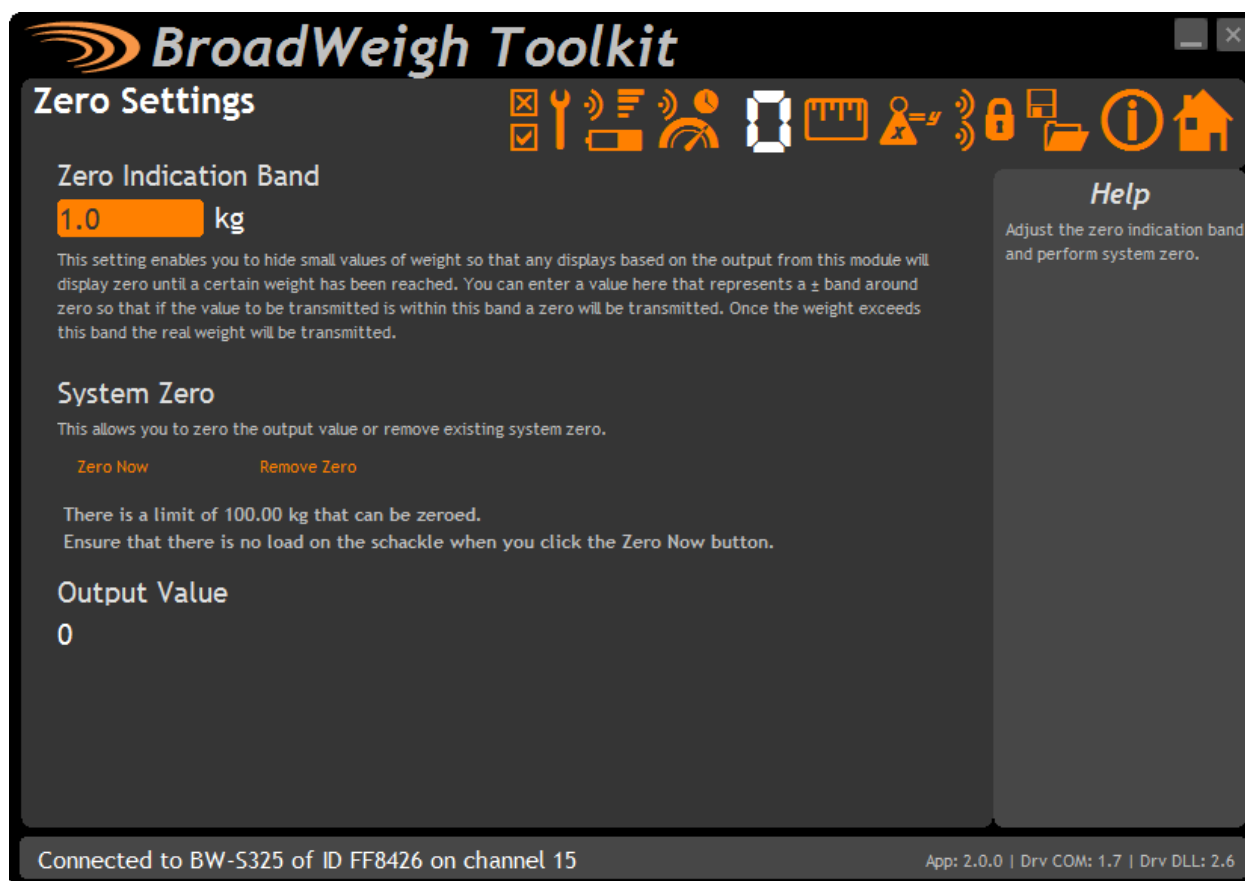 BroadWeigh Toolkit
Zero Settings
0
x=y
Zero Indication Band
1.0 kg
This setting enables you to hide small values of weight so that any displays based on the output from this module will
display zero until a certain weight has been reached. You can enter a value here that represents a ± band around
zero so that if the value to be transmitted is within this band a zero will be transmitted. Once the weight exceeds
this band the real weight will be transmitted.
System Zero
This allows you to zero the output value or remove existing system zero.
Zero Now Remove Zero
There is a limit of 100.00 kg that can be zeroed.
Ensure that there is no load on the schackle when you click the Zero Now button.
Output Value
0
Help
Adjust the zero indication band
and perform system zero.
Connected to BW-S325 of ID FF8426 on channel 15
App: 2.0.0 | Drv COM: 1.7 | Drv DLL: 2.6